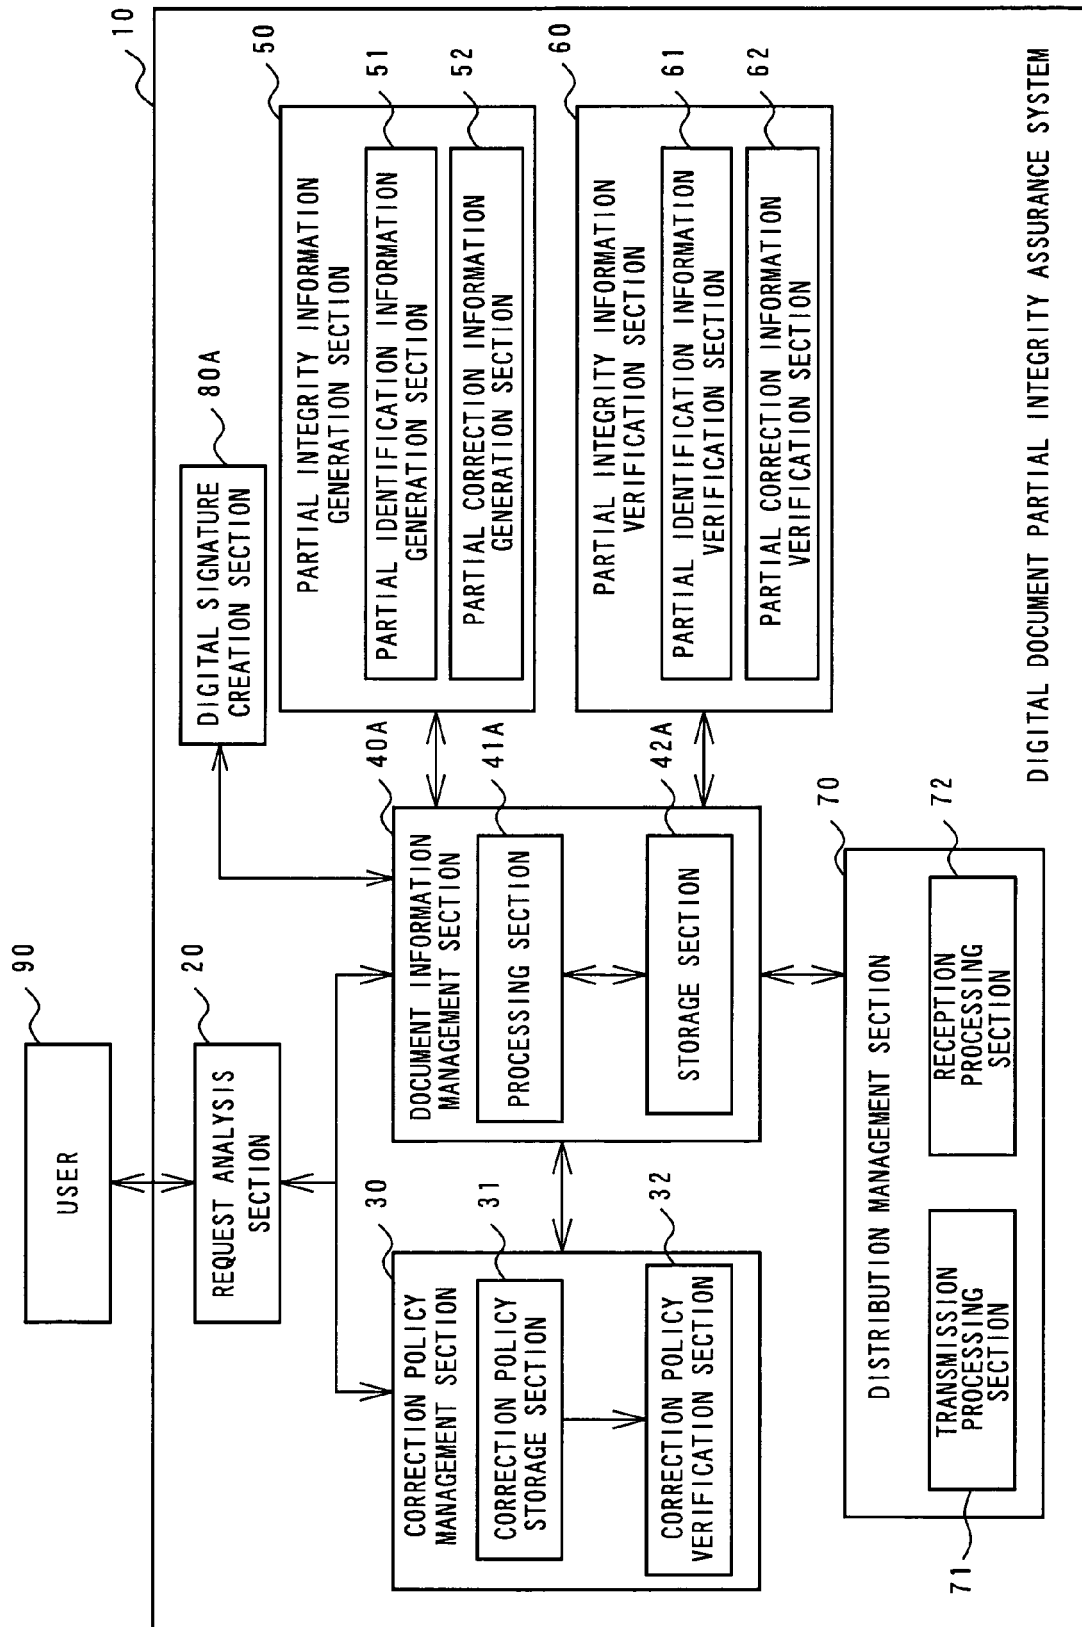 10
90
USER
20
REQUEST ANALYSIS
SECTION
DIGITAL SIGNATURE
CREATION SECTION
80A
30
CORRECTION POLICY
MANAGEMENT SECTION
31
CORRECTION POLICY
STORAGE SECTION
32
CORRECTION POLICY
VERIFICATION SECTION
40A
DOCUMENT INFORMATION
MANAGEMENT SECTION
41A
PROCESSING SECTION
42A
STORAGE SECTION
50
PARTIAL INTEGRITY INFORMATION
GENERATION SECTION
51
PARTIAL IDENTIFICATION INFORMATION
GENERATION SECTION
52
PARTIAL CORRECTION INFORMATION
GENERATION SECTION
60
PARTIAL INTEGRITY INFORMATION
VERIFICATION SECTION
61
PARTIAL IDENTIFICATION INFORMATION
VERIFICATION SECTION
62
PARTIAL CORRECTION INFORMATION
VERIFICATION SECTION
70
DISTRIBUTION MANAGEMENT SECTION
71
TRANSMISSION
PROCESSING
SECTION
72
RECEPTION
PROCESSING
SECTION
DIGITAL DOCUMENT PARTIAL INTEGRITY ASSURANCE SYSTEM